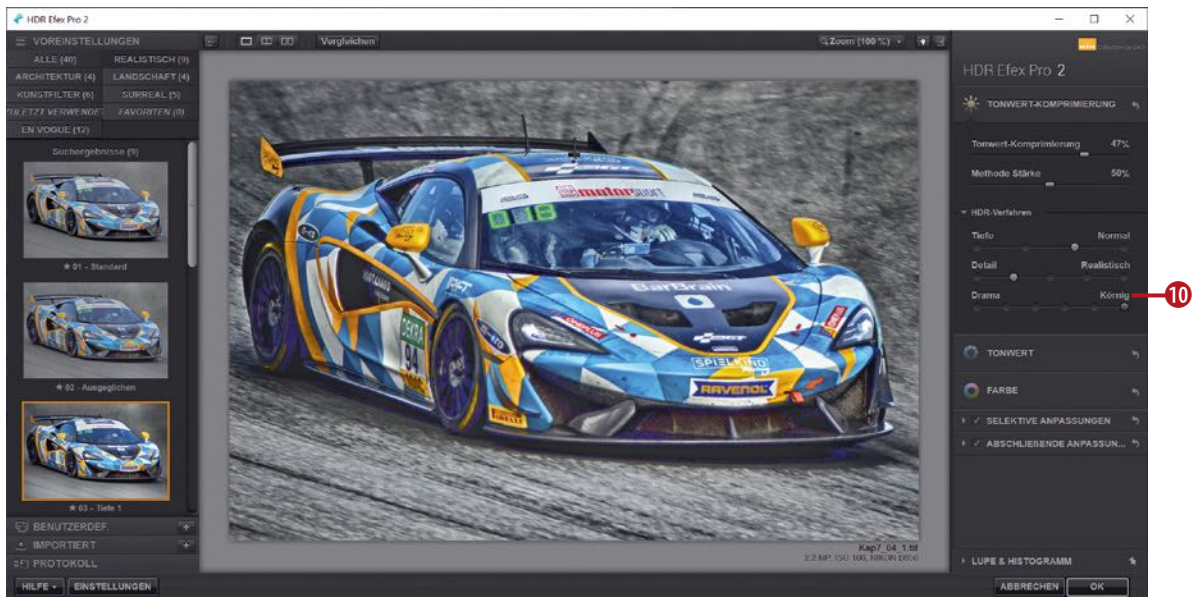 HDR Efex Pro 2
VOREINSTELLUNGEN
Vergleichen
Zoom (100 %)
ALLE (40) REALISTISCH (9)
ARCHITEKTUR (4) LANDSCHAFT (4)
KUNSTFILTER (6) SURREAL (5)
ZULETZT VERWENDET FAVORITEN (0)
EN VOGUE (17)
Suchergebnisse (9)
★ 01 - Standard
★ 02 - Ausgeglichen
★ 03 - Tiefe 1
BENUTZERDEF.
IMPORTIERT
PROTOKOLL
HILFE
EINSTELLUNGEN
motorsport
BarBrain
DEKRA
94
ONEPLUS
SPIELKIND
RAVENOL
PIRELLI
Kap7_04_1.tif
2.2 MP, ISO 100, NIKON D850
HDR Efex Pro 2
TONWERT-KOMPRIMIERUNG
Tonwert-Komprimierung 47%
Methode Stärke 50%
HDR-Verfahren
Tiefe Normal
Detail Realistisch
Drama Körnig
10
TONWERT
FARBE
SELEKTIVE ANPASSUNGEN
ABSCHLIEßENDE ANPASSUN...
LUPE & HISTOGRAMM
ABBRECHEN
OK